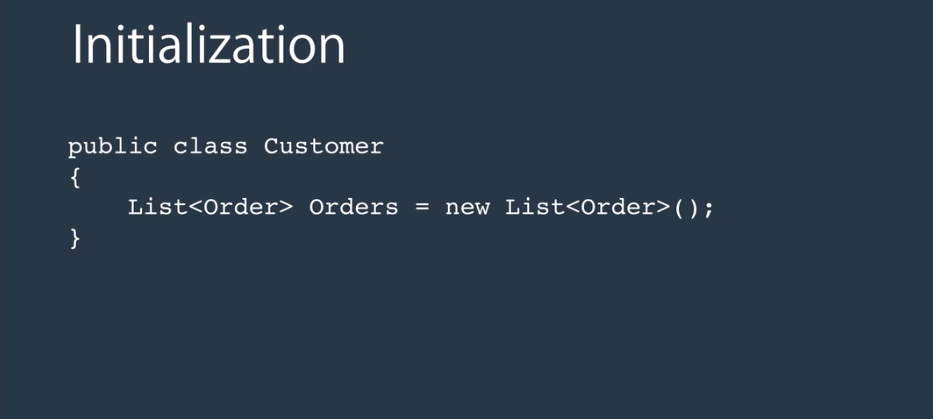 Initialization
public class Customer
{
    List<Order> Orders = new List<Order>();
}